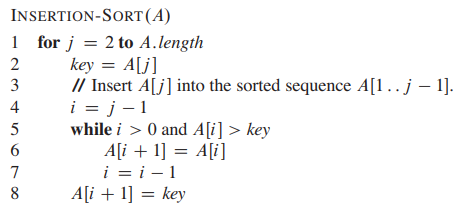 INSERTION-SORT(A)
1 for j = 2 to A.length
2 key = A[j]
3 // Insert A[j] into the sorted sequence A[1 . . j − 1].
4 i = j − 1
5 while i > 0 and A[i] > key
6 A[i + 1] = A[i]
7 i = i − 1
8 A[i + 1] = key